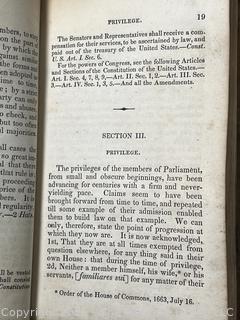 mbers, to
PRIVILEGE.
19
The Senators and Representatives shall receive a com-
pensation for their services, to be ascertained by law, and
paid out of the treasury of the United States.—Const.
U. S. Art I. Sec. 6.
For the powers of Congress, see the following Articles
and Sections of the Constitution of the United States.—
Art. I. Sec. 4, 7, 8, 9.—Art. II. Sec. 1, 2.—Art. III. Sec.
3.—Art. IV. Sec. 1, 3, 5.—And all the Amendments.
SECTION III.
PRIVILEGE.
The privileges of the members of Parliament,
from small and obscure beginnings, have been
advancing for centuries with a firm and never-
yielding pace. Claims seem to have been
brought forward from time to time, and repeated
till some example of their admission enabled
them to build law on that example. We can
only, therefore, state the point of progression at
which they now are. It is now acknowledged,
1st, That they are at all times exempted from
question elsewhere, for any thing said in their
own House: that during the time of privilege,
2d, Neither a member himself, his wife,* or his
servants, [familiares sui] for any matter of their
* Order of the House of Commons, 1663, July 16.